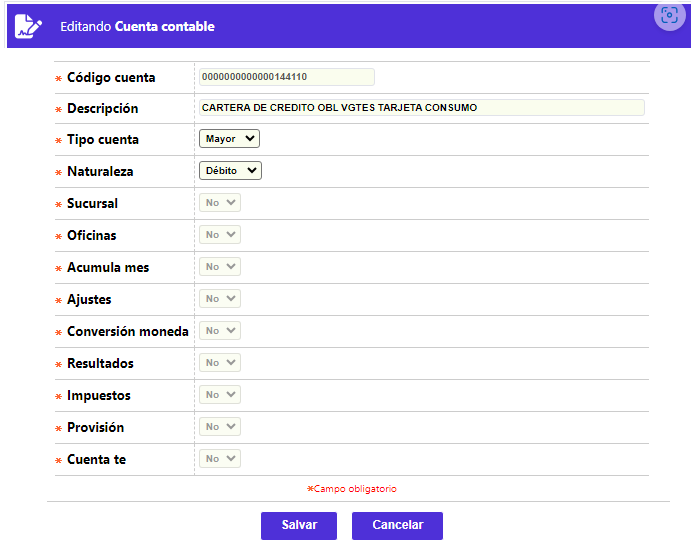 Editando Cuenta contable
* Código cuenta 0000000000000144110
* Descripción CARTERA DE CREDITO OBL VGTES TARJETA CONSUMO
* Tipo cuenta Mayor
* Naturaleza Débito
* Sucursal No
* Oficinas No
* Acumula mes No
* Ajustes No
* Conversión moneda No
* Resultados No
* Impuestos No
* Provisión No
* Cuenta te No
*Campo obligatorio
Salvar Cancelar